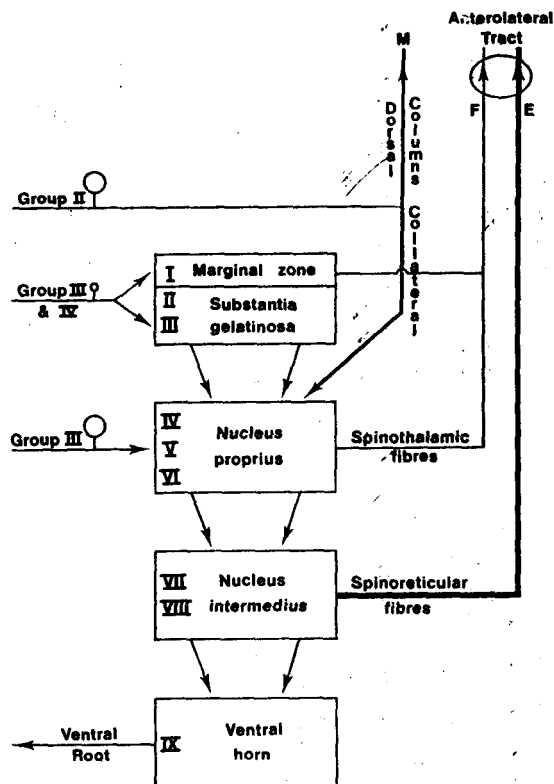 Anterolateral
Tract
M
F
E
Dorsal
Columns
Collateral
Group II
Group III
& IV
I
Marginal zone
II
III
Substantia
gelatinosa
Group III
IV
V
VI
Nucleus
proprius
Spinothalamic
fibres
VII
VIII
Nucleus
intermedius
Spinoreticular
fibres
Ventral
Root
IX
Ventral
horn